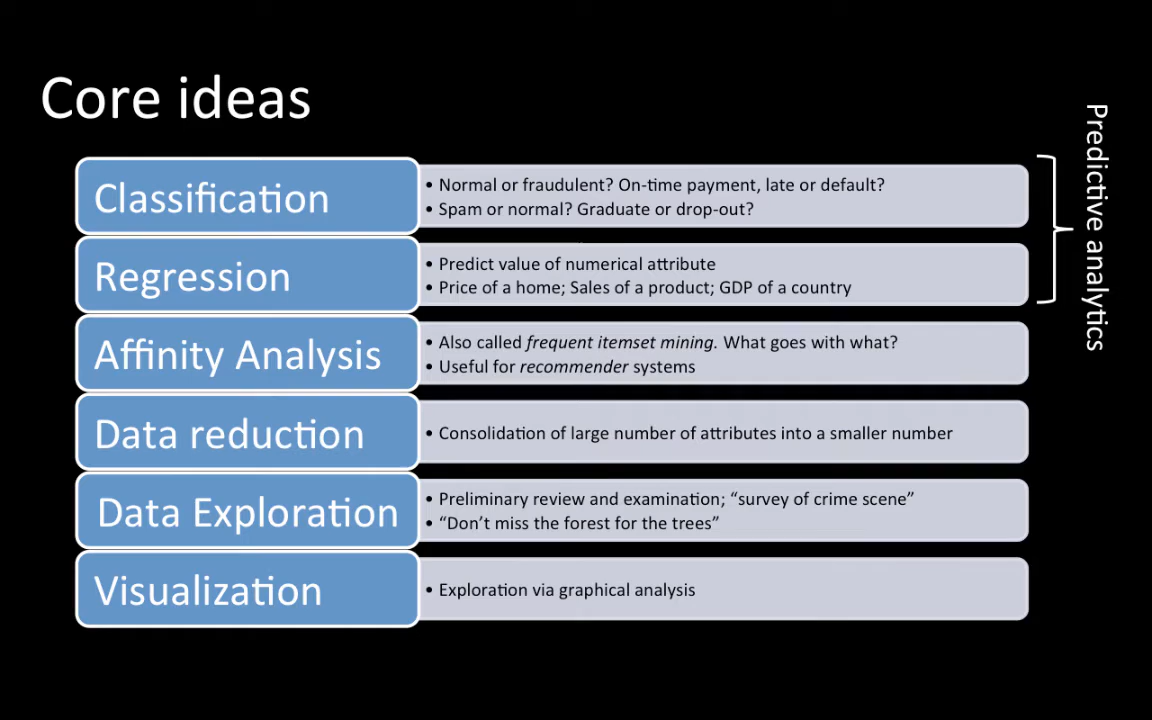 Core ideas
Predictive analytics
Classification
• Normal or fraudulent? On-time payment, late or default?
• Spam or normal? Graduate or drop-out?
Regression
• Predict value of numerical attribute
• Price of a home; Sales of a product; GDP of a country
Affinity Analysis
• Also called frequent itemset mining. What goes with what?
• Useful for recommender systems
Data reduction
• Consolidation of large number of attributes into a smaller number
Data Exploration
• Preliminary review and examination; “survey of crime scene”
• “Don’t miss the forest for the trees”
Visualization
• Exploration via graphical analysis